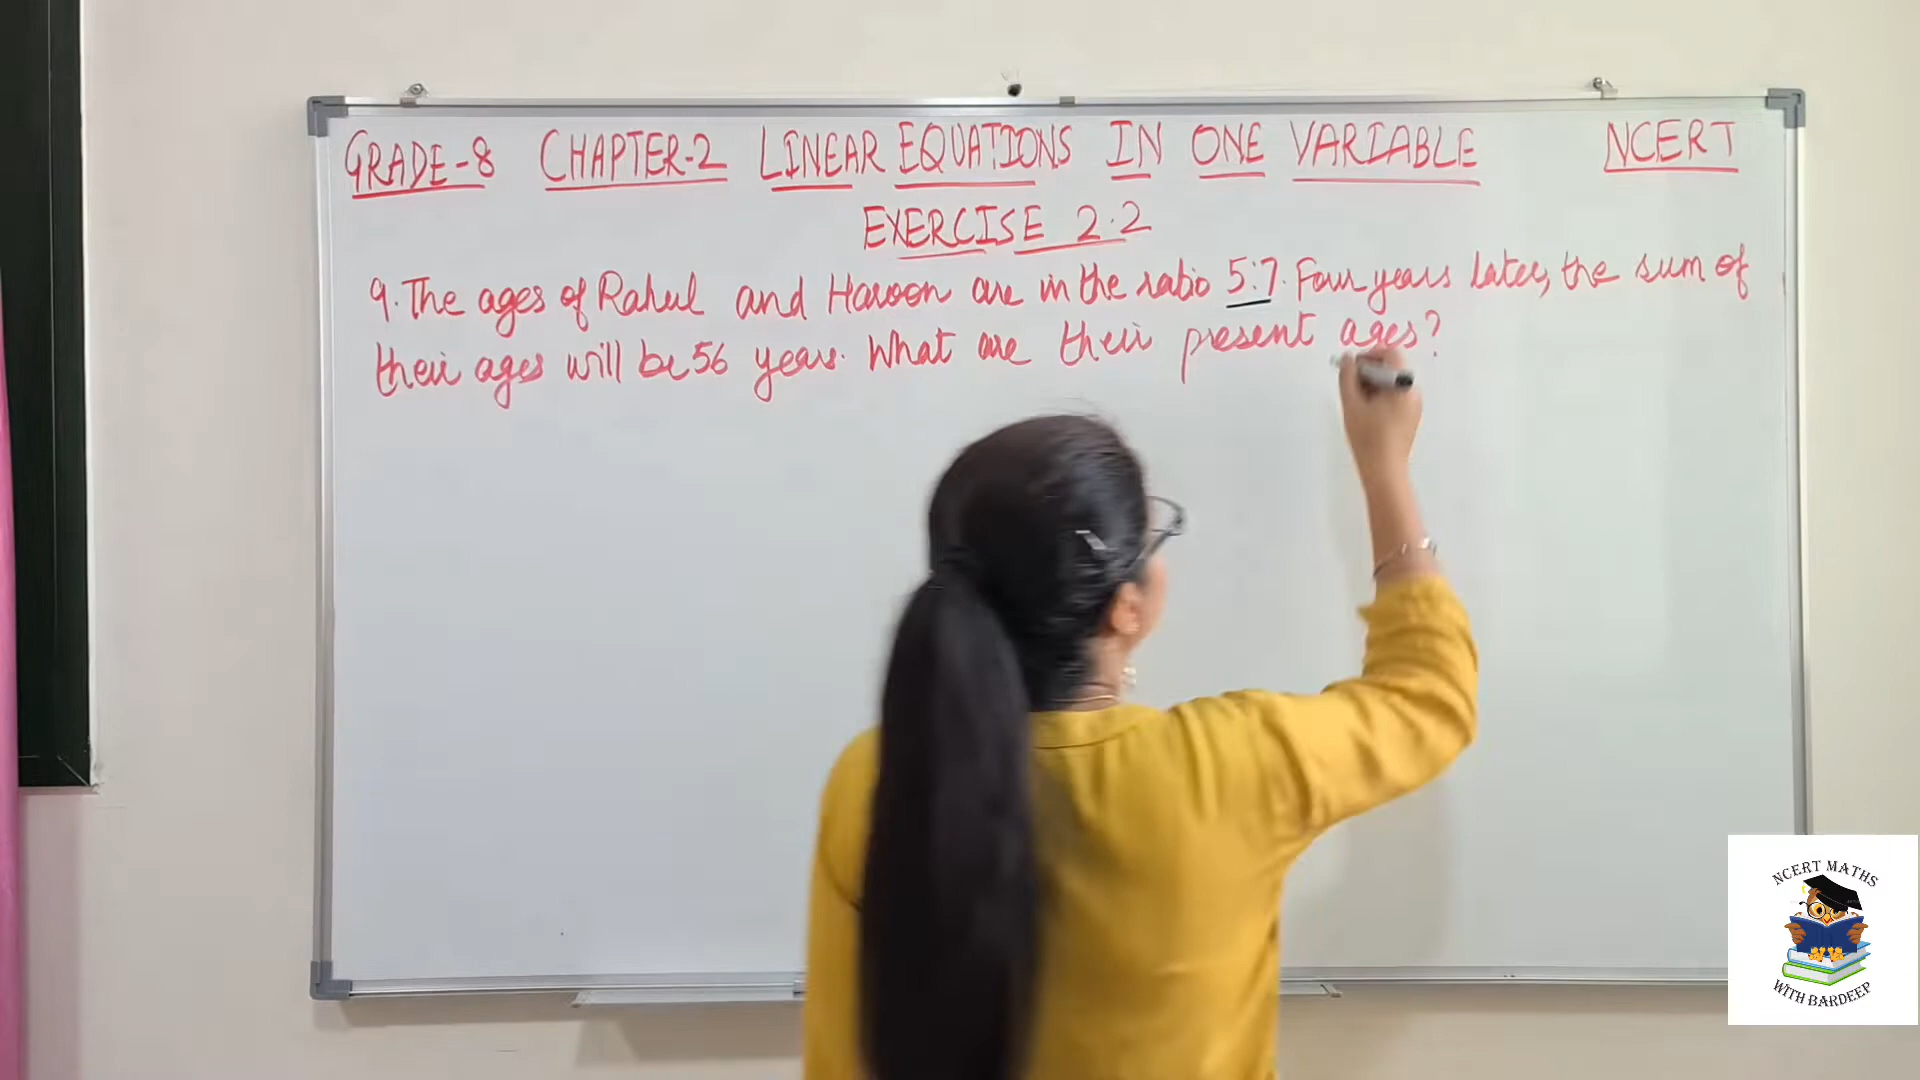 GRADE-8 CHAPTER-2 LINEAR EQUATIONS IN ONE VARIABLE NCERT
EXERCISE 2.2
9. The ages of Rahul and Haroon are in the ratio 5:7. Four years later, the sum of
their ages will be 56 years. What are their present ages?
NCERT MATHS
WITH BARDEEP